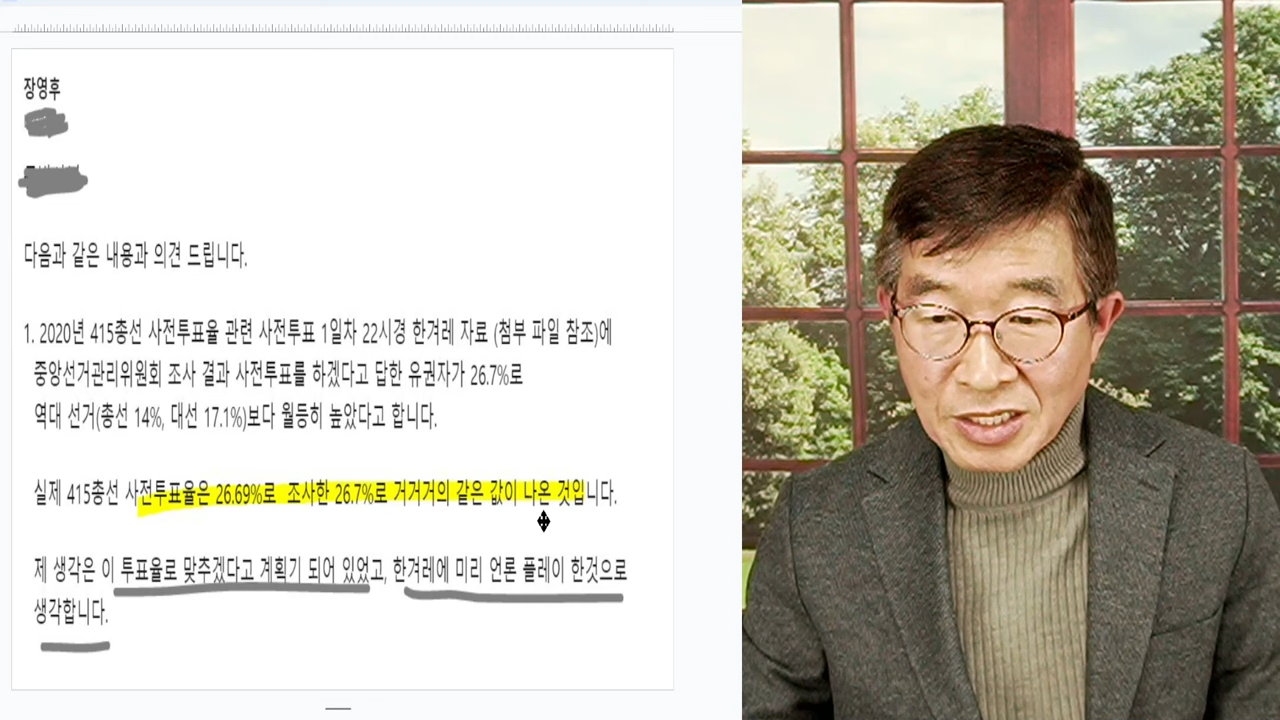 장영후
다음과 같은 내용과 의견 드립니다.
1. 2020년 415총선 사전투표율 관련 사전투표 1일차 22시경 한겨레 자료 (첨부 파일 참조)에
중앙선거관리위원회 조사 결과 사전투표를 하겠다고 답한 유권자가 26.7%로
역대 선거(총선 14%, 대선 17.1%)보다 월등히 높았다고 합니다.
실제 415총선 사전투표율은 26.69%로 조사한 26.7%로 거거거의 같은 값이 나온 것입니다.
제 생각은 이 투표율로 맞추겠다고 계획기 되어 있었고, 한겨레에 미리 언론 플레이 한것으로
생각합니다.